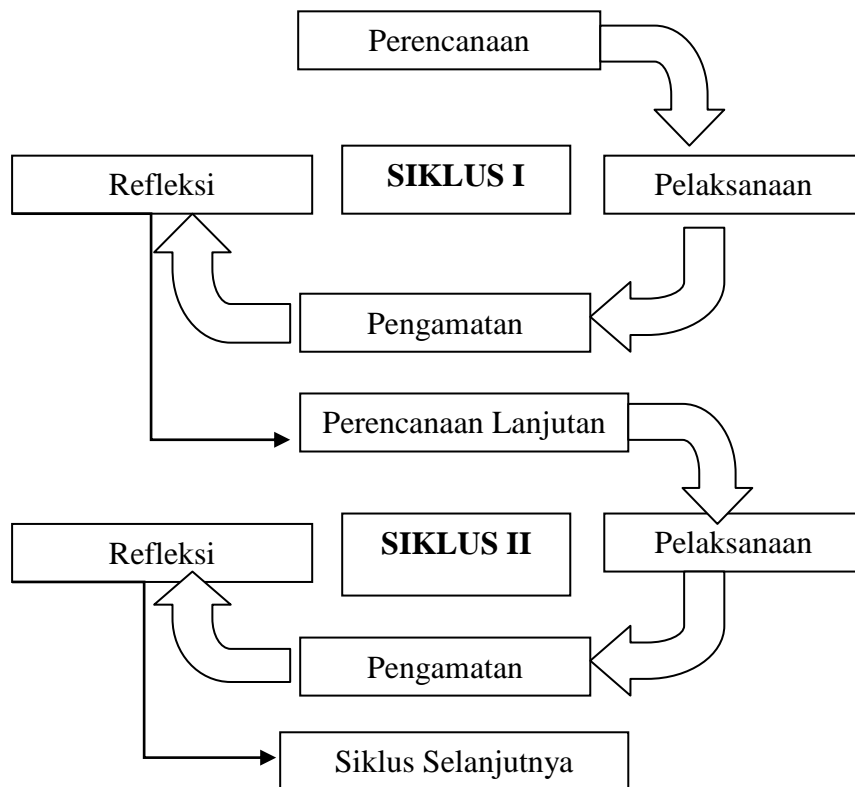 Perencanaan
Refleksi
SIKLUS I
Pelaksanaan
Pengamatan
Perencanaan Lanjutan
Refleksi
SIKLUS II
Pelaksanaan
Pengamatan
Siklus Selanjutnya